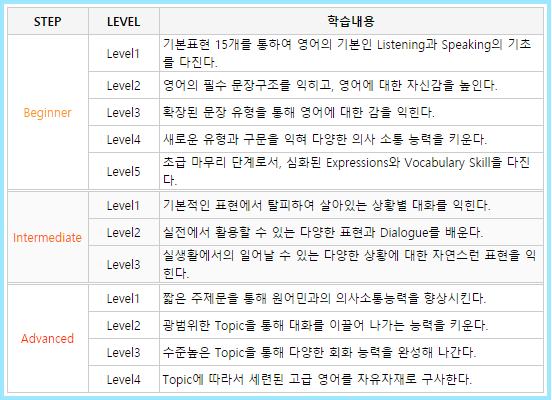 STEP LEVEL 학습내용
Beginner
Level1 기본표현 15개를 통하여 영어의 기본인 Listening과 Speaking의 기초
를 다진다.
Level2 영어의 필수 문장구조를 익히고, 영어에 대한 자신감을 높인다.
Level3 확장된 문장 유형을 통해 영어에 대한 감을 익힌다.
Level4 새로운 유형과 구문을 익혀 다양한 의사 소통 능력을 키운다.
Level5 초급 마무리 단계로서, 심화된 Expressions와 Vocabulary Skill을 다진
다.
Intermediate
Level1 기본적인 표현에서 탈피하여 살아있는 상황별 대화를 익힌다.
Level2 실전에서 활용할 수 있는 다양한 표현과 Dialogue를 배운다.
Level3 실생활에서의 일어날 수 있는 다양한 상황에 대한 자연스런 표현을 익
힌다.
Advanced
Level1 짧은 주제문을 통해 원어민과의 의사소통능력을 향상시킨다.
Level2 광범위한 Topic을 통해 대화를 이끌어 나가는 능력을 키운다.
Level3 수준높은 Topic을 통해 다양한 회화 능력을 완성해 나간다.
Level4 Topic에 따라서 세련된 고급 영어를 자유자재로 구사한다.